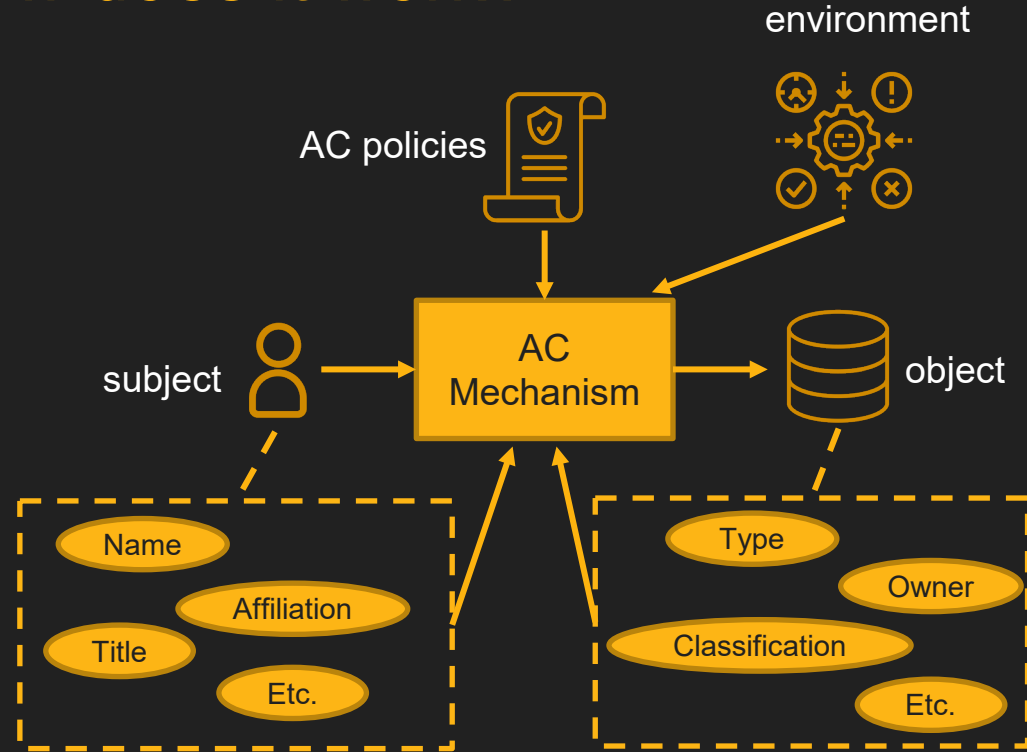 environment
AC policies
AC
Mechanism
subject
object
Name
Affiliation
Title
Etc.
Type
Owner
Classification
Etc.